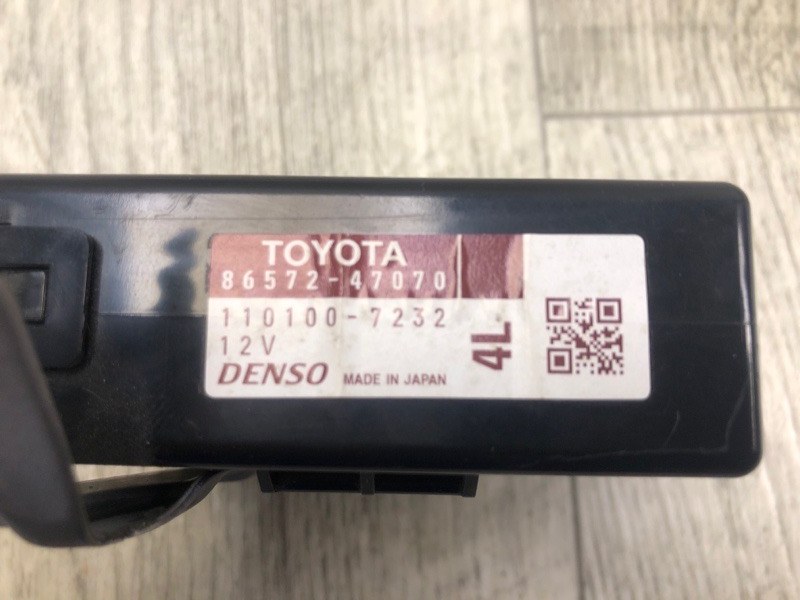 TOYOTA
86572-47070
110100-7232
12V
4L
DENSO MADE IN JAPAN